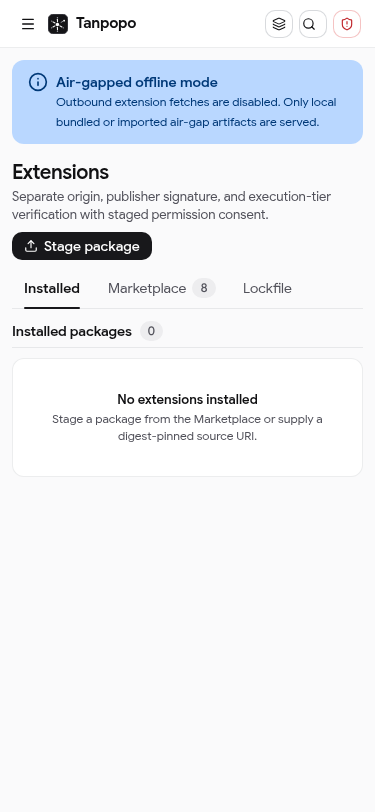 Tanpopo
Air-gapped offline mode
Outbound extension fetches are disabled. Only local
bundled or imported air-gap artifacts are served.
Extensions
Separate origin, publisher signature, and execution-tier
verification with staged permission consent.
Stage package
Installed
Marketplace 8
Lockfile
Installed packages 0
No extensions installed
Stage a package from the Marketplace or supply a
digest-pinned source URI.